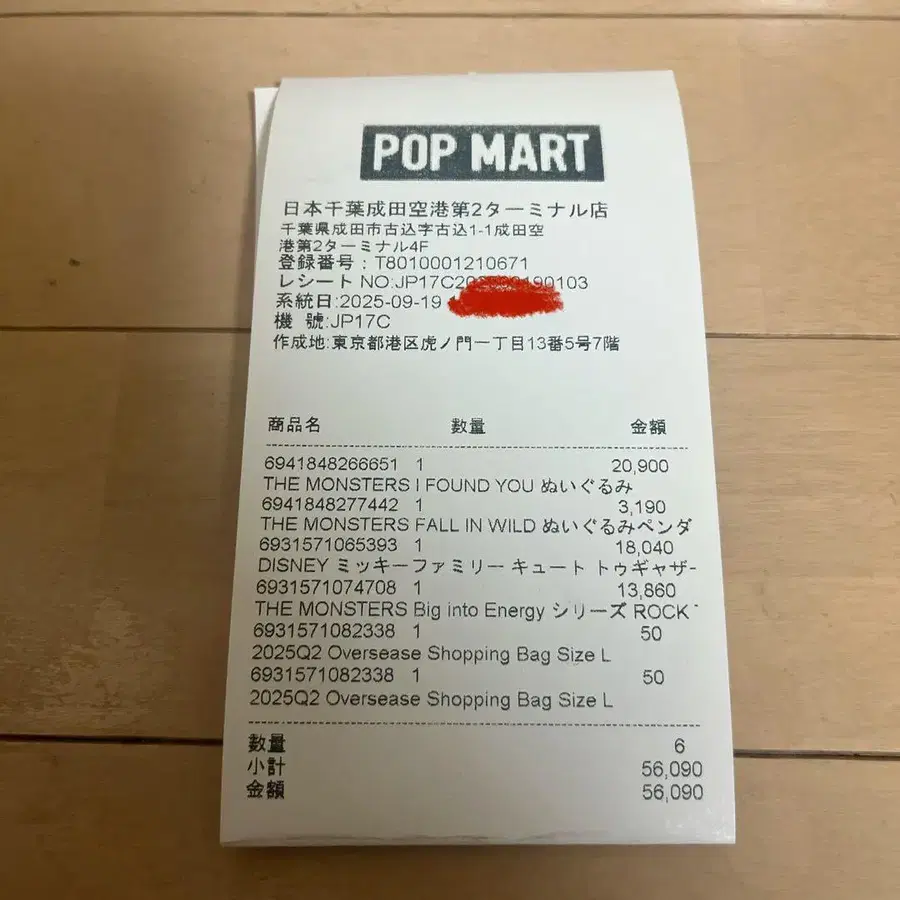 POP MART
日本千葉成田空港第2ターミナル店
千葉県成田市古込字古込1-1成田空
港第2ターミナル4F
登録番号：T8010001210671
レシート NO:JP17C20 190103
系統日:2025-09-19
機 號:JP17C
作成地:東京都港区虎ノ門一丁目13番5号7階
商品名 数量 金額
6941848266651 1 20,900
THE MONSTERS I FOUND YOU ぬいぐるみ
6941848277442 1 3,190
THE MONSTERS FALL IN WILD ぬいぐるみペンダ
6931571065393 1 18,040
DISNEY ミッキーファミリー キュート トゥギャザー
6931571074708 1 13,860
THE MONSTERS Big into Energy シリーズ ROCK
6931571082338 1 50
2025Q2 Oversease Shopping Bag Size L
6931571082338 1 50
2025Q2 Oversease Shopping Bag Size L
数量 6
小計 56,090
金額 56,090